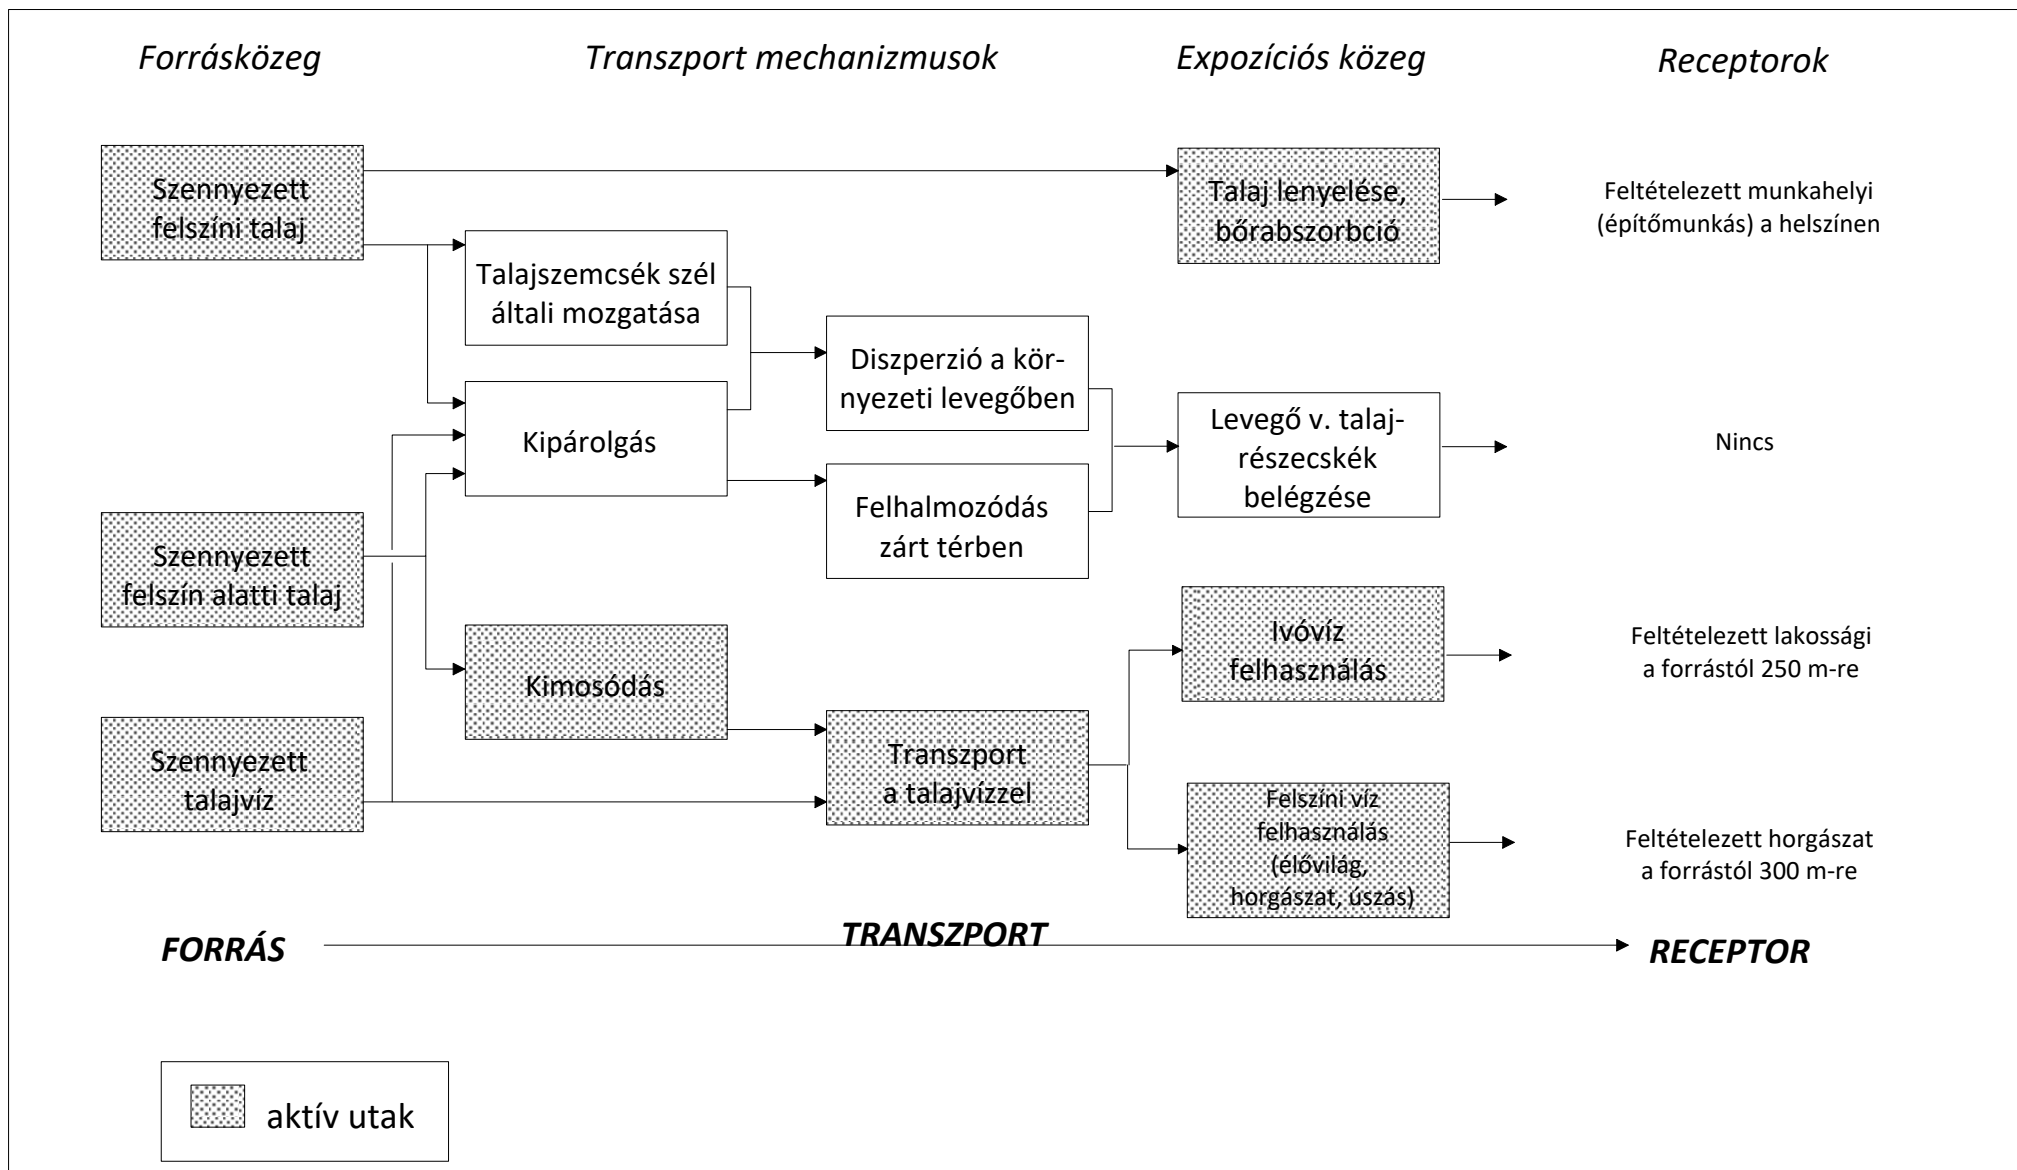 Forrásközeg
Transzport mechanizmusok
Expozíciós közeg
Receptorok
Szennyezett
felszíni talaj
Talaj lenyelése,
bőrabszorbció
Feltételezett munkahelyi
(építőmunkás) a helszínen
Talajszemcsék szél
általi mozgatása
Diszperzió a kör-
nyezeti levegőben
Kipárolgás
Levegő v. talaj-
részecskék
belégzése
Nincs
Felhalmozódás
zárt térben
Szennyezett
felszín alatti talaj
Kimosódás
Ivóvíz
felhasználás
Feltételezett lakossági
a forrástól 250 m-re
Szennyezett
talajvíz
Transzport
a talajvízzel
Felszíni víz
felhasználás
(élővilág,
horgászat, úszás)
Feltételezett horgászat
a forrástól 300 m-re
FORRÁS
TRANSZPORT
RECEPTOR
aktív utak